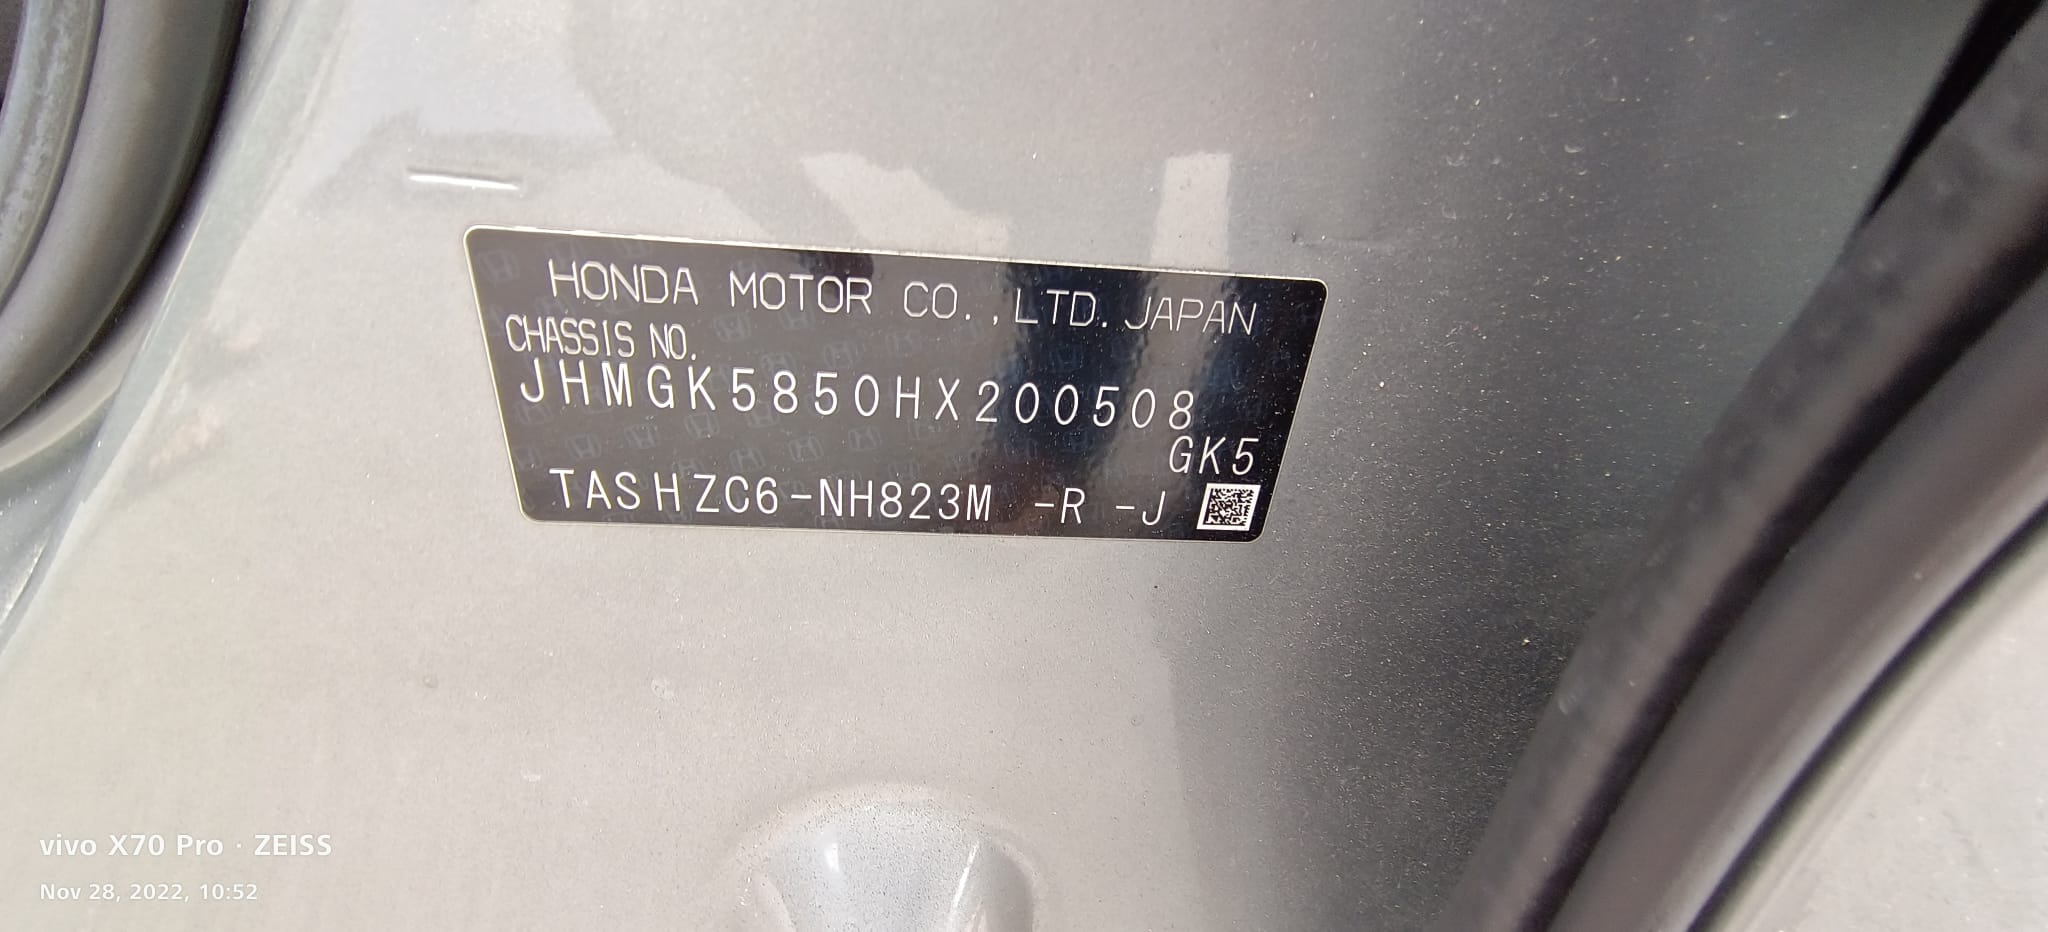 HONDA MOTOR CO.,LTD. JAPAN
CHASSIS NO.
JHMGK5850HX200508
GK5
TASHZC6-NH823M -R -J
vivo X70 Pro · ZEISS
Nov 28, 2022, 10:52